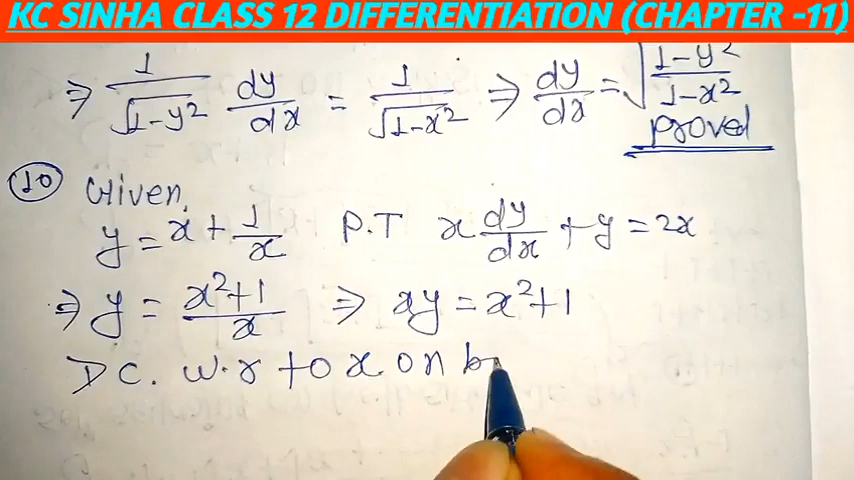 KC SINHA CLASS 12 DIFFERENTIATION (CHAPTER -11)
⇒ 1/√(1-y²) dy/dx = 1/√(1-x²) ⇒ dy/dx = √((1-y²)/(1-x²))
proved
(10) Given,
y = x + 1/x P.T x dy/dx + y = 2x
⇒ y = (x²+1)/x ⇒ xy = x²+1
DC. w.r to x. on b